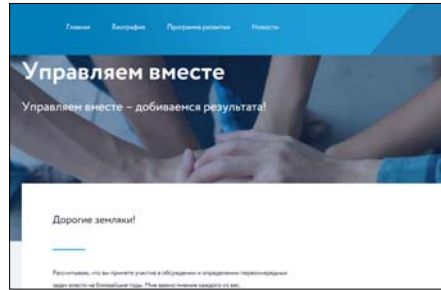 Главная Биография Программа развития Новости
Управляем вместе
Управляем вместе – добиваемся результата!
Дорогие земляки!
Рассчитываю, что вы примете участие в обсуждении и определении первоочередных
задач власти на ближайшие годы. Мне важно мнение каждого из вас.